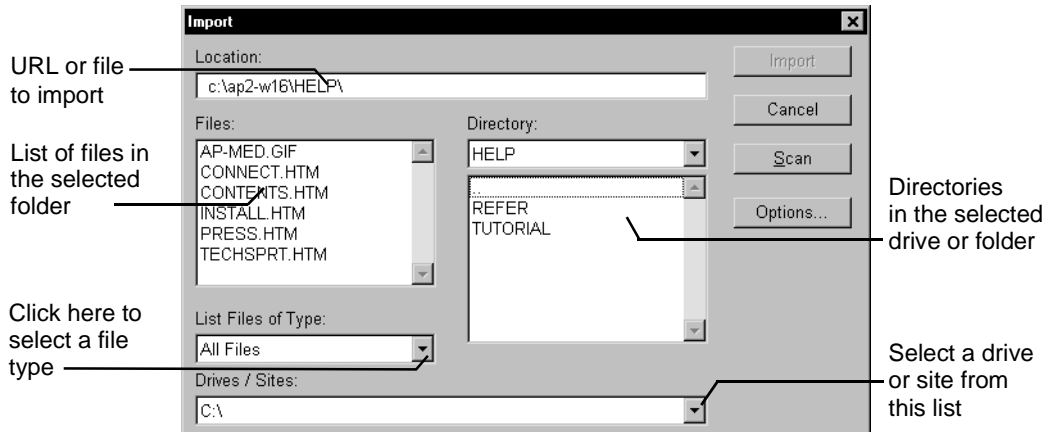 Import
Location:
c:\ap2-w16\HELP\
Import
Cancel
Scan
Options...
Files:
AP-MED.GIF
CONNECT.HTM
CONTENTS.HTM
INSTALL.HTM
PRESS.HTM
TECHSPRT.HTM
Directory:
HELP
..
REFER
TUTORIAL
List Files of Type:
All Files
Drives / Sites:
C:\
URL or file
to import
List of files in
the selected
folder
Click here to
select a file
type
Directories
in the selected
drive or folder
Select a drive
or site from
this list